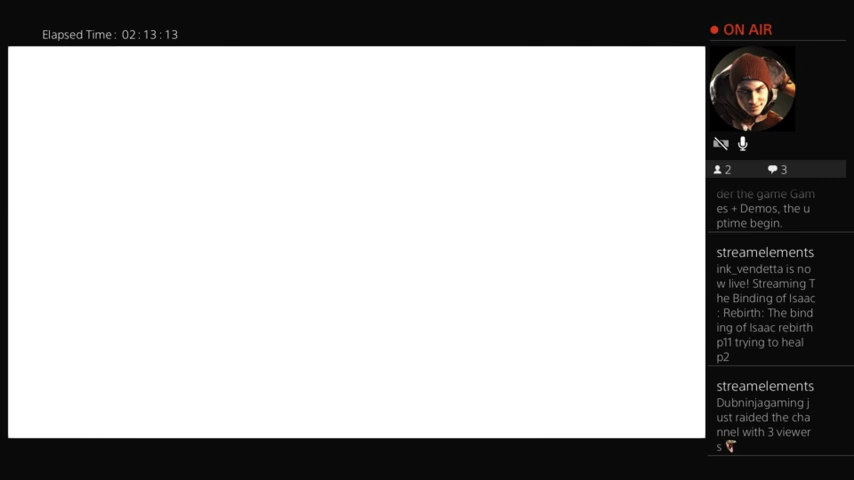 Elapsed Time: 02:13:13
ON AIR
2
3
der the game Gam
es + Demos, the u
ptime begin.
streamelements
ink_vendetta is no
w live! Streaming T
he Binding of Isaac
: Rebirth: The bind
ing of Isaac rebirth
p11 trying to heal
p2
streamelements
Dubninjagaming j
ust raided the cha
nnel with 3 viewer
s